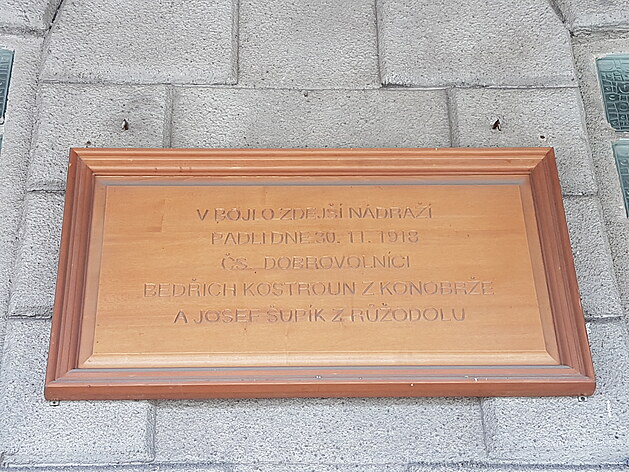 V BOJI O ZDEJŠÍ NÁDRAŽÍ
PADLI DNE 30. 11. 1918
ČS. DOBROVOLNÍCI
BEDŘICH KOSTROUN Z KONOBRŽE
A JOSEF ŠUPÍK Z RŮŽODOLU